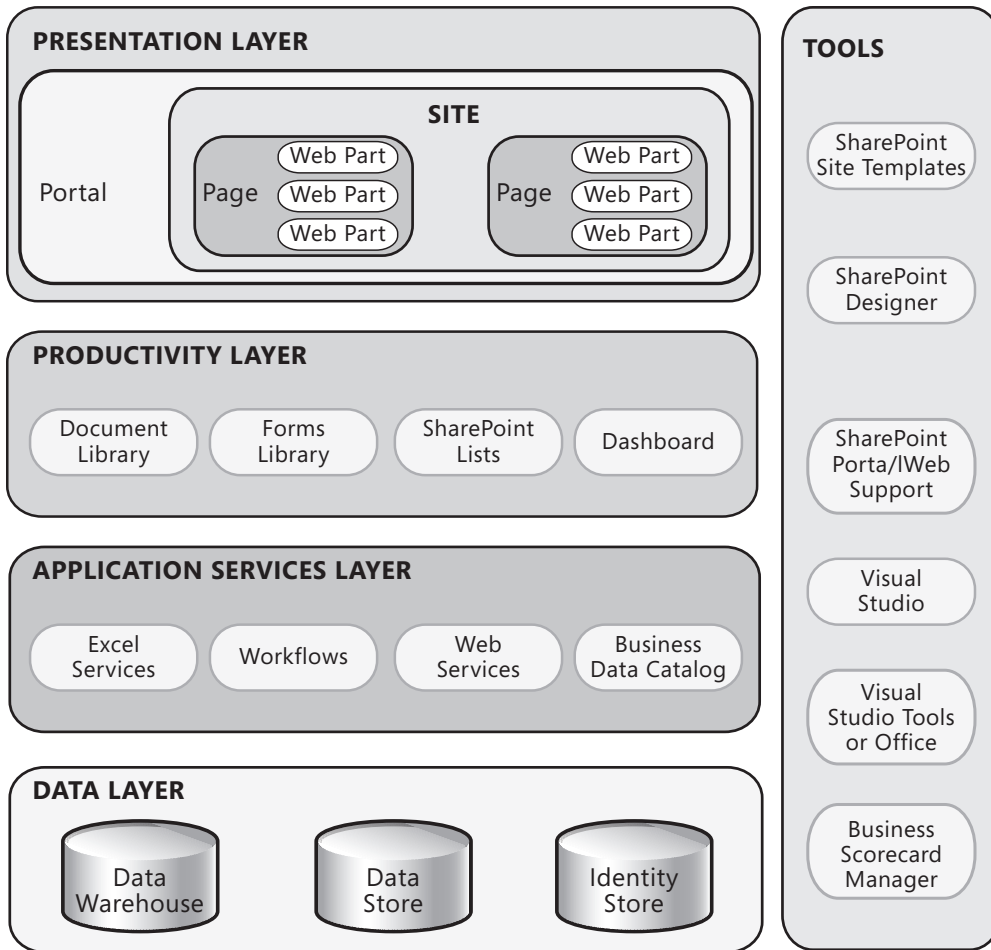 PRESENTATION LAYER
SITE
Portal
Page
Web Part
Web Part
Web Part
Page
Web Part
Web Part
Web Part
PRODUCTIVITY LAYER
Document
Library
Forms
Library
SharePoint
Lists
Dashboard
APPLICATION SERVICES LAYER
Excel
Services
Workflows
Web
Services
Business
Data Catalog
DATA LAYER
Data
Warehouse
Data
Store
Identity
Store
TOOLS
SharePoint
Site Templates
SharePoint
Designer
SharePoint
Porta/lWeb
Support
Visual
Studio
Visual
Studio Tools
or Office
Business
Scorecard
Manager